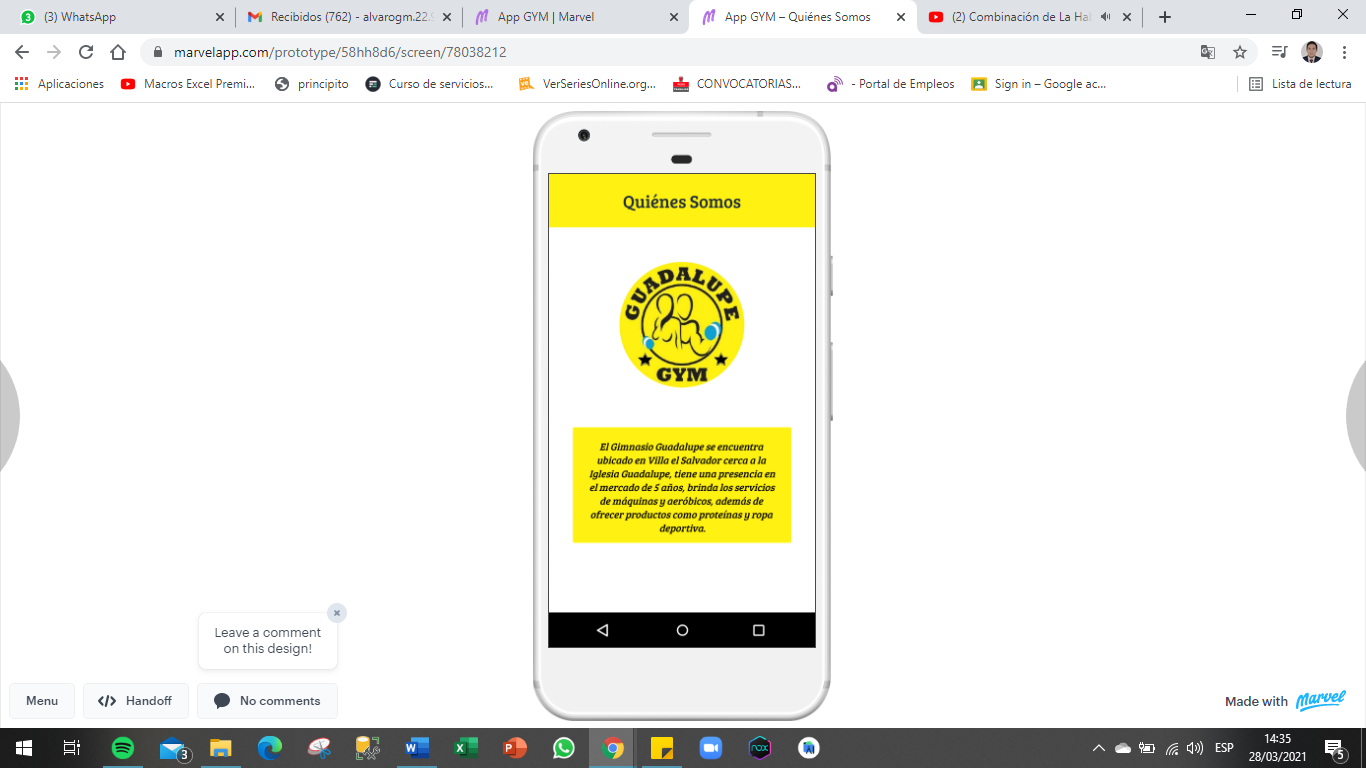 (3) WhatsApp
Recibidos (762) - alvarogm.22.9
App GYM | Marvel
App GYM – Quiénes Somos
(2) Combinación de La Hab
marvelapp.com/prototype/58hh8d6/screen/78038212
Aplicaciones
Macros Excel Premi...
principito
Curso de servicios...
VerSeriesOnline.org...
CONVOCATORIAS...
- Portal de Empleos
Sign in – Google ac...
Lista de lectura
Quiénes Somos
GUADALUPE
GYM
El Gimnasio Guadalupe se encuentra
ubicado en Villa el Salvador cerca a la
Iglesia Guadalupe, tiene una presencia en
el mercado de 5 años, brinda los servicios
de máquinas y aeróbicos, además de
ofrecer productos como proteínas y ropa
deportiva.
Leave a comment
on this design!
Menu
Handoff
No comments
Made with Marvel
3
nox
ESP
14:35
28/03/2021
5